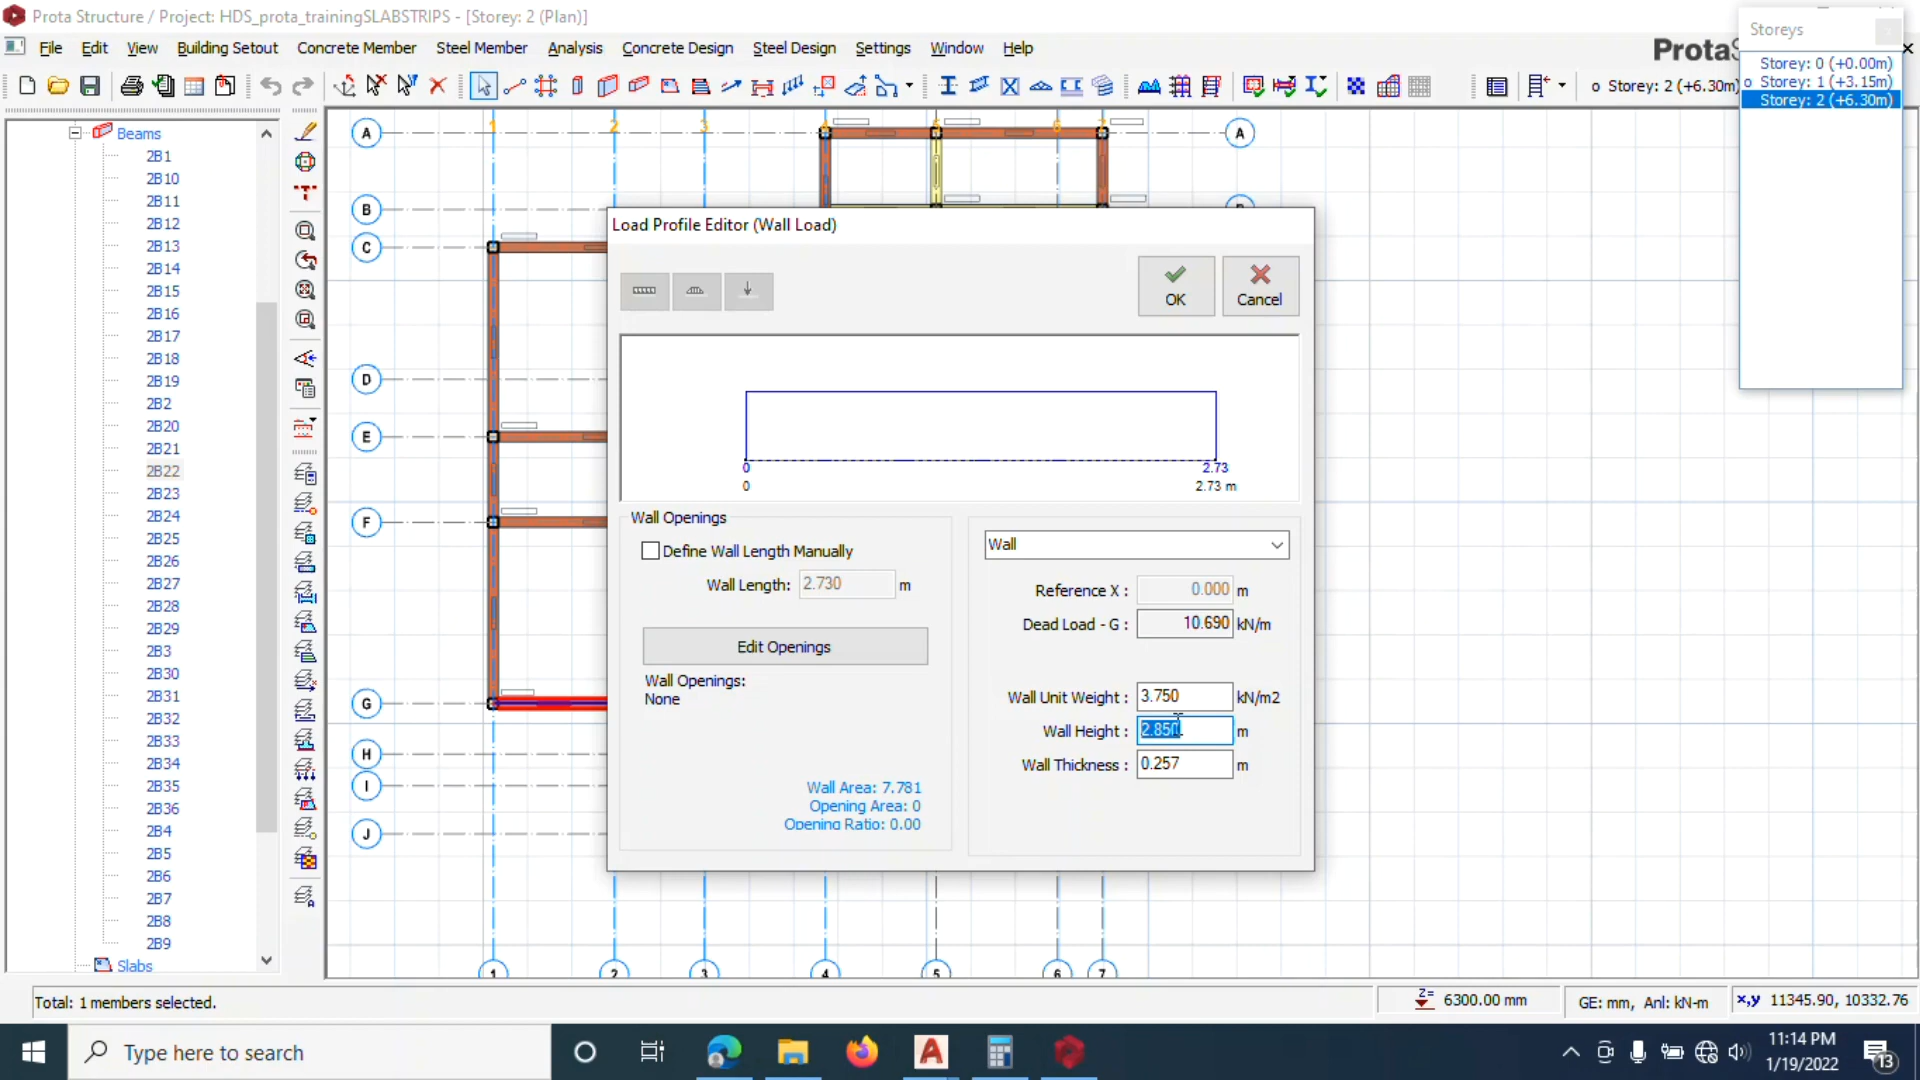 Prota Structure / Project: HDS_prota_trainingSLABSTRIPS - [Storey: 2 (Plan)]
File Edit View Building Setout Concrete Member Steel Member Analysis Concrete Design Steel Design Settings Window Help
ProtaS
o Storey: 2 (+6.30m)
Storeys
Storey: 0 (+0.00m)
o Storey: 1 (+3.15m)
Storey: 2 (+6.30m)
Beams
2B1
2B10
2B11
2B12
2B13
2B14
2B15
2B16
2B17
2B18
2B19
2B2
2B20
2B21
2B22
2B23
2B24
2B25
2B26
2B27
2B28
2B29
2B3
2B30
2B31
2B32
2B33
2B34
2B35
2B36
2B4
2B5
2B6
2B7
2B8
2B9
Slabs
1 2 3 4 5 6 7
A A
B
C
D
E
F
G
H
I
J
1 2 3 4 5 6 7
Load Profile Editor (Wall Load)
OK
Cancel
0 2.73
0 2.73 m
Wall Openings
Define Wall Length Manually
Wall Length: 2.730 m
Edit Openings
Wall Openings:
None
Wall Area: 7.781
Opening Area: 0
Opening Ratio: 0.00
Wall
Reference X : 0.000 m
Dead Load - G : 10.690 kN/m
Wall Unit Weight : 3.750 kN/m2
Wall Height : 2.850 m
Wall Thickness : 0.257 m
Total: 1 members selected.
Z= 6300.00 mm
GE: mm, Anl: kN-m
x,y 11345.90, 10332.76
Type here to search
11:14 PM
1/19/2022
13